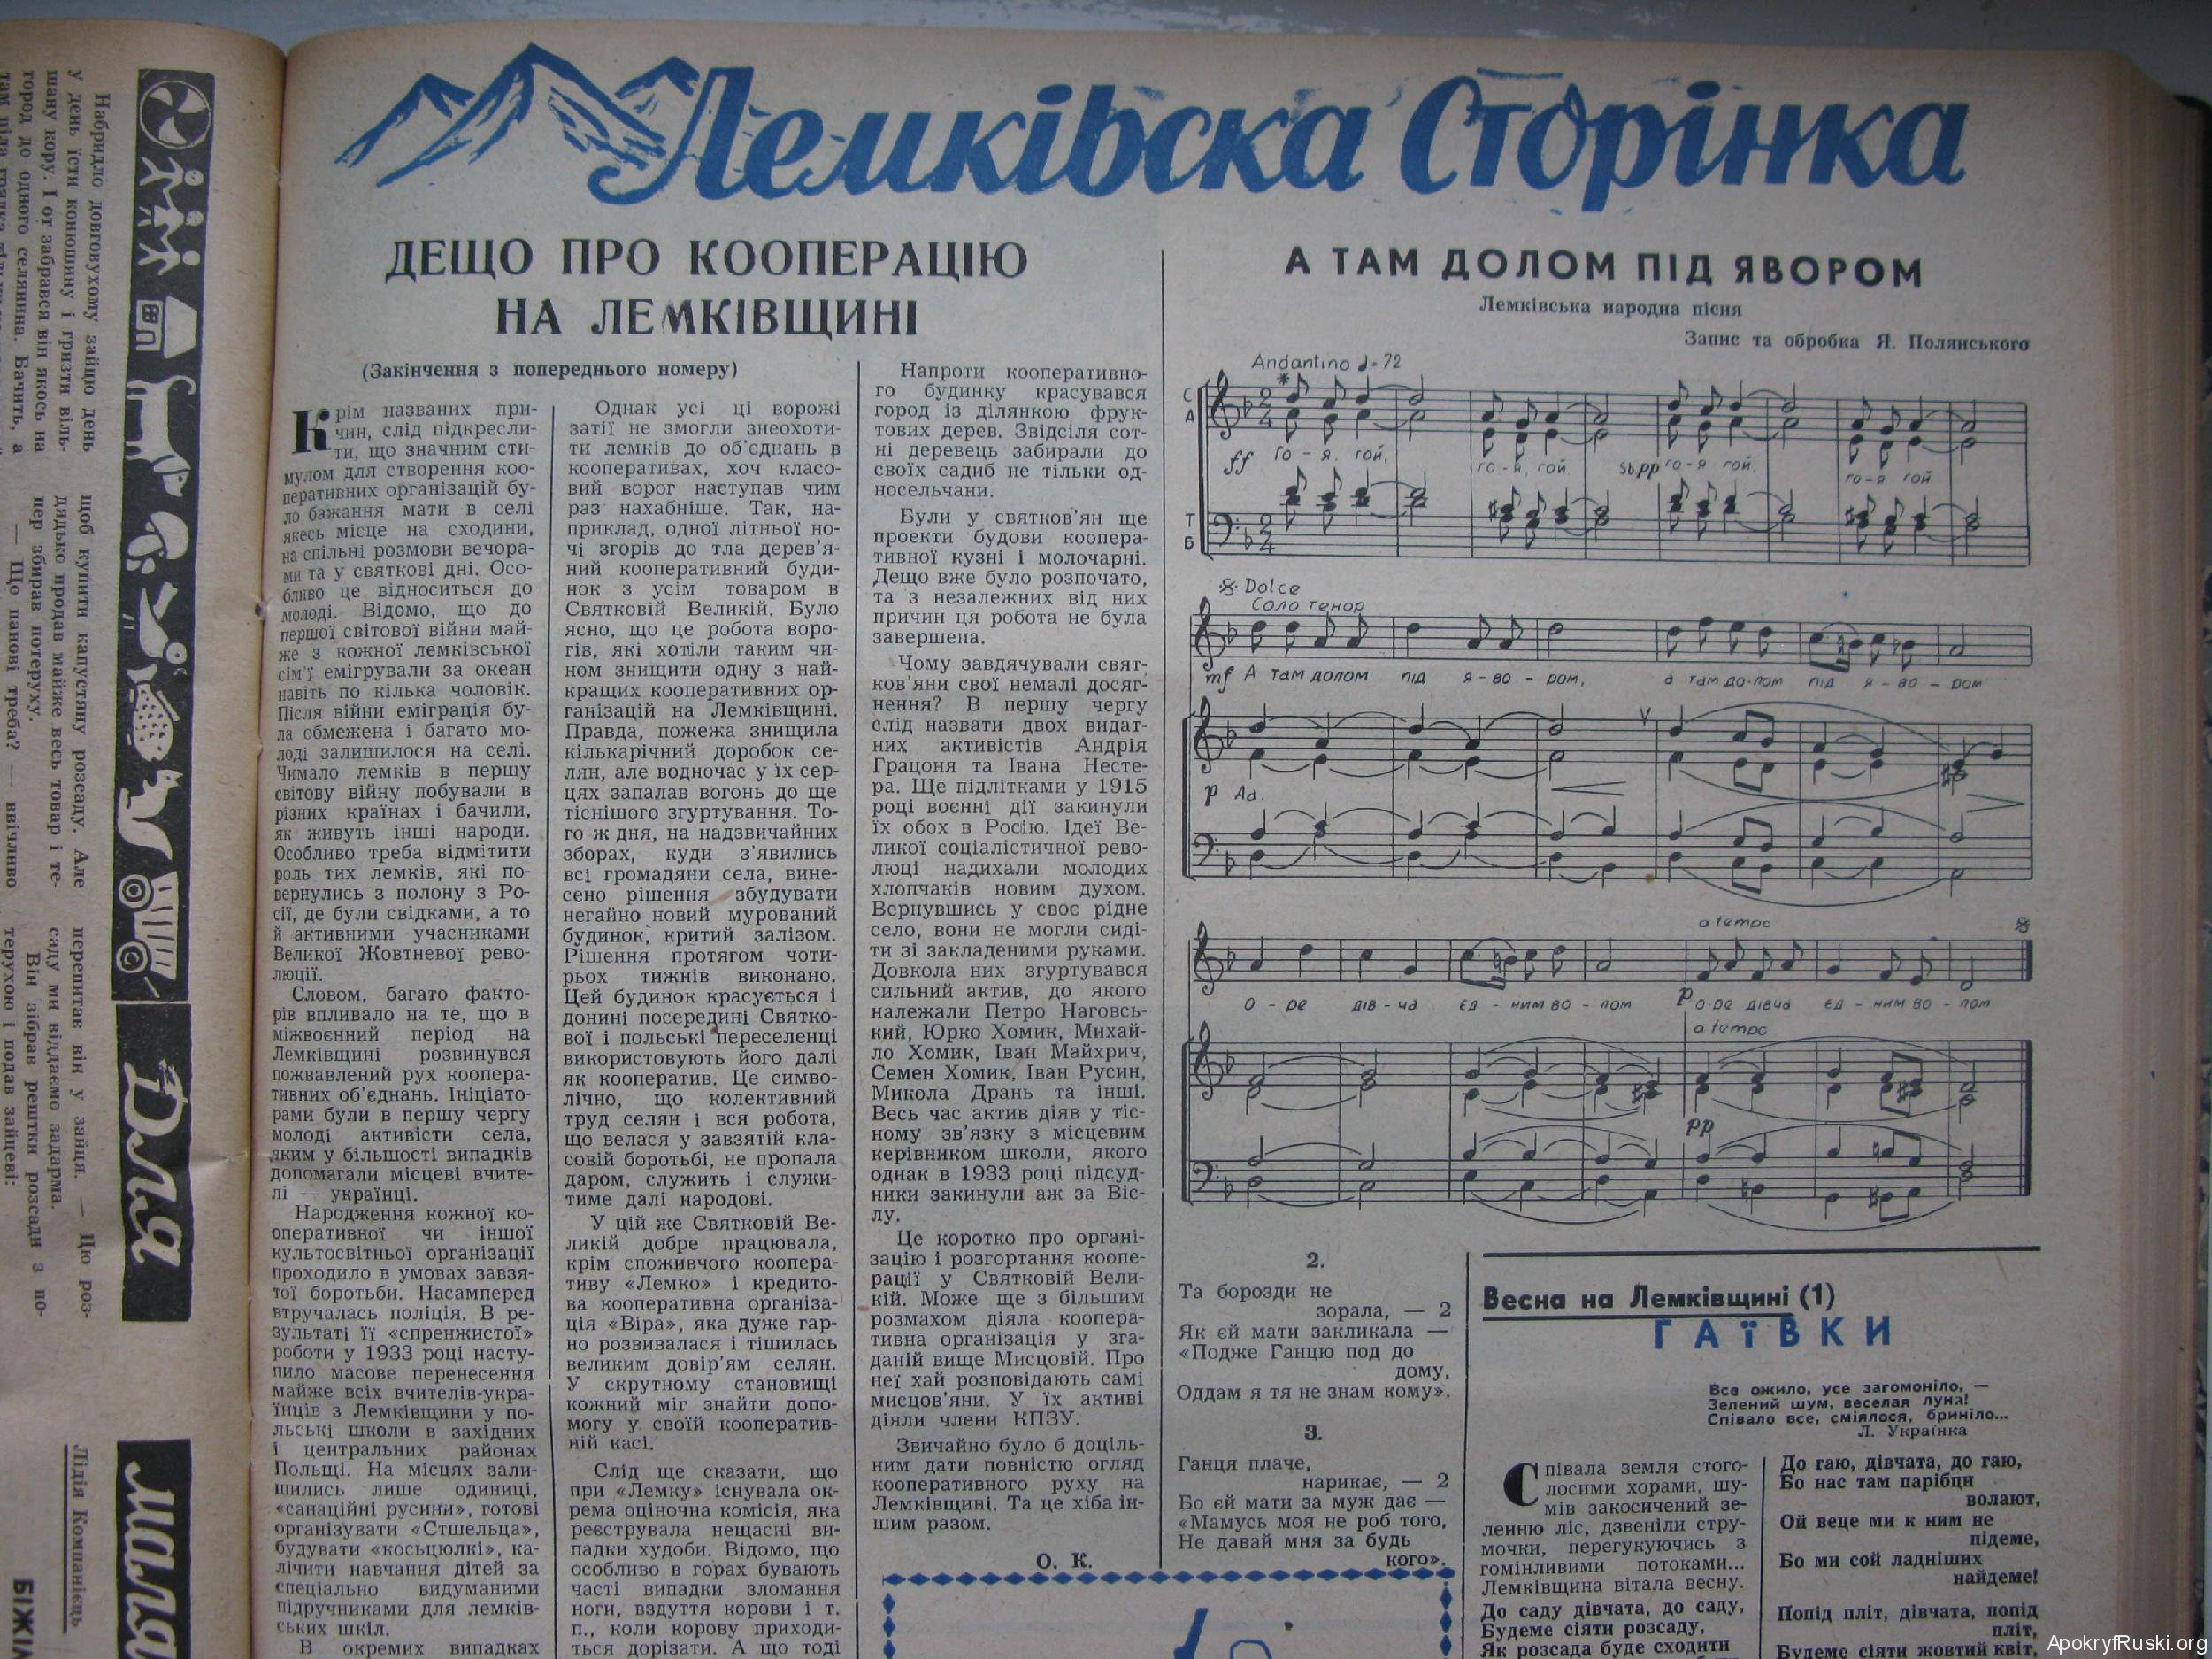 Лемківска Сторінка
ДЕЩО ПРО КООПЕРАЦІЮ
НА ЛЕМКІВЩИНІ
(Закінчення з попереднього номеру)
Крім названих при-
чин, слід підкресли-
ти, що значним сти-
мулом для створення коо-
перативних організацій бу-
ло бажання мати в селі
якесь місце на сходини,
на спільні розмови вечора-
ми та у святкові дні. Осо-
бливо це відноситься до
молоді. Відомо, що до
першої світової війни май-
же з кожної лемківської
сім'ї емігрували за океан
навіть по кілька чоловік.
Після війни еміграція бу-
ла обмежена і багато мо-
лоді залишилося на селі.
Чимало лемків в першу
світову війну побували в
різних країнах і бачили,
як живуть інші народи.
Особливо треба відмітити
роль тих лемків, які по-
вернулись з полону з Ро-
сії, де були свідками, а то
й активними учасниками
Великої Жовтневої рево-
люції.
Словом, багато факто-
рів впливало на те, що в
міжвоєнний період на
Лемківщині розвинувся
пожвавлений рух коопера-
тивних об'єднань. Ініціато-
рами були в першу чергу
молоді активісти села,
яким у більшості випадків
допомагали місцеві вчите-
лі — українці.
Народження кожної ко-
оперативної чи іншої
культосвітньої організації
проходило в умовах завзя-
тої боротьби. Насамперед
втручалась поліція. В ре-
зультаті її «спренжистої»
роботи у 1933 році насту-
пило масове перенесення
майже всіх вчителів-укра-
їнців з Лемківщини у по-
льські школи в західних
і центральних районах
Польщі. На місцях зали-
шились лише одиниці,
«санаційні русини», готові
організувати «Стшельца»,
будувати «косьцюлкі», ка-
лічити навчання дітей за
спеціально видуманими
підручниками для лемків-
ських шкіл.
В окремих випадках
Однак усі ці ворожі
затії не змогли знеохоти-
ти лемків до об'єднань в
кооперативах, хоч класо-
вий ворог наступав чим
раз нахабніше. Так, на-
приклад, одної літньої но-
чі згорів до тла дерев'я-
ний кооперативний буди-
нок з усім товаром в
Святковій Великій. Було
ясно, що це робота воро-
гів, які хотіли таким чи-
ном знищити одну з най-
кращих кооперативних ор-
ганізацій на Лемківщині.
Правда, пожежа знищила
кількарічний доробок се-
лян, але водночас у їх сер-
цях запалав вогонь до ще
тіснішого згуртування. То-
го ж дня, на надзвичайних
зборах, куди з'явились
всі громадяни села, вине-
сено рішення збудувати
негайно новий мурований
будинок, критий залізом.
Рішення протягом чоти-
рьох тижнів виконано.
Цей будинок красується і
донині посередині Святко-
вої і польські переселенці
використовують його далі
як кооператив. Це симво-
лічно, що колективний
труд селян і вся робота,
що велася у завзятій кла-
совій боротьбі, не пропала
даром, служить і служи-
тиме далі народові.
У цій же Святковій Ве-
ликій добре працювала,
крім споживчого коопера-
тиву «Лемко» і кредито-
ва кооперативна організа-
ція «Віра», яка дуже гар-
но розвивалася і тішилась
великим довір'ям селян.
У скрутному становищі
кожний міг знайти допо-
могу у своїй кооператив-
ній касі.
Слід ще сказати, що
при «Лемку» існувала ок-
рема оціночна комісія, яка
реєструвала нещасні ви-
падки худоби. Відомо, що
особливо в горах бувають
часті випадки зломання
ноги, вздуття корови і т.
п., коли корову приходи-
ться дорізати. А що тоді
Напроти кооперативно-
го будинку красувався
город із ділянкою фрук-
тових дерев. Звідсіля сот-
ні деревець забирали до
своїх садиб не тільки од-
носельчани.
Були у святков'ян ще
проекти будови коопера-
тивної кузні і молочарні.
Дещо вже було розпочато,
та з незалежних від них
причин ця робота не була
завершена.
Чому завдячували свят-
ков'яни свої немалі досяг-
нення? В першу чергу
слід назвати двох видат-
них активістів Андрія
Грацоня та Івана Несте-
ра. Ще підлітками у 1915
році воєнні дії закинули
їх обох в Росію. Ідеї Ве-
ликої соціалістичної рево-
люції надихали молодих
хлопчаків новим духом.
Вернувшись у своє рідне
село, вони не могли сиді-
ти зі закладеними руками.
Довкола них згуртувався
сильний актив, до якого
належали Петро Наговсь-
кий, Юрко Хомик, Михай-
ло Хомик, Іван Майхрич,
Семен Хомик, Іван Русин,
Микола Дрань та інші.
Весь час актив діяв у тіс-
ному зв'язку з місцевим
керівником школи, якого
однак в 1933 році підсуд-
ники закинули аж за Віс-
лу.
Це коротко про органі-
зацію і розгортання коопе-
рації у Святковій Вели-
кій. Може ще з більшим
розмахом діяла коопера-
тивна організація у зга-
даній вище Мисцовій. Про
неї хай розповідають самі
мисцов'яни. У їх активі
діяли члени КПЗУ.
Звичайно було б доціль-
ним дати повністю огляд
кооперативного руху на
Лемківщині. Та це хіба ін-
шим разом.
О. К.
А ТАМ ДОЛОМ ПІД ЯВОРОМ
Лемківська народна пісня
Запис та обробка Я. Полянського
Andantino ♩=72
С
А
2
4
ff Го - я, гой,
го-я, гой
sb.pp го-я гой,
го-я гой
Т
Б
2
4
Dolce
Соло тенор
mf А там долом під я-во-ром, а там до-лом під я-во-ром
p Аа.
a tempo
о-ре дів-ча єд-ним во-лом p о-ре дівча єд-ним во-лом
a tempo
pp
2.
Та борозди не
зорала, — 2
Як єй мати закликала —
«Подже Ганцю под до
дому,
Оддам я тя не знам кому».
3.
Ганця плаче,
нарикає, — 2
Бо єй мати за муж дає —
«Мамусь моя не роб того,
Не давай мня за будь
кого».
Весна на Лемківщині (1)
ГАЇВКИ
Все ожило, усе загомоніло, —
Зелений шум, веселая луна!
Співало все, сміялося, бриніло...
Л. Українка
Співала земля стого-
лосими хорами, шу-
мів закосичений зе-
ленню ліс, дзвеніли стру-
мочки, перегукуючись з
гомінливими потоками...
Лемківщина вітала весну.
До саду дівчата, до саду,
Будеме сіяти розсаду,
Як розсада буде сходити
До гаю, дівчата, до гаю,
Бо нас там парібци
волают,
Ой веце ми к ним не
підеме,
Бо ми сой ладніших
найдеме!
Попід пліт, дівчата, попід
пліт,
Будеме сіяти жовтий квіт,
Набридло довговухому зайцю день
у день їсти конюшину і гризти віль-
шану кору. І от забрався він якось на
город до одного селянина. Бачить, а
щоб купити капустяну розсаду. Але
дядько продав майже весь товар і те-
пер збирав потеруху.
— Що панові треба? — ввічливо
перепитав він у зайця. — Цю роз-
саду ми віддаємо задарма.
Він зібрав рештки розсади з по-
терухою і подав зайцеві:
Лідія Компанієць
Для
ApokryfRuski.org